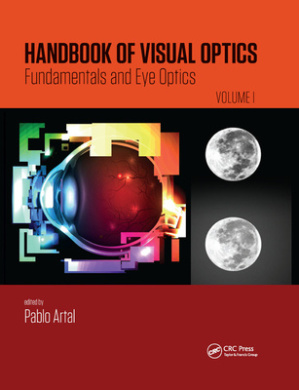 HANDBOOK OF VISUAL OPTICS
Fundamentals and Eye Optics
VOLUME I
edited by
Pablo Artal
CRC Press
Taylor & Francis Group